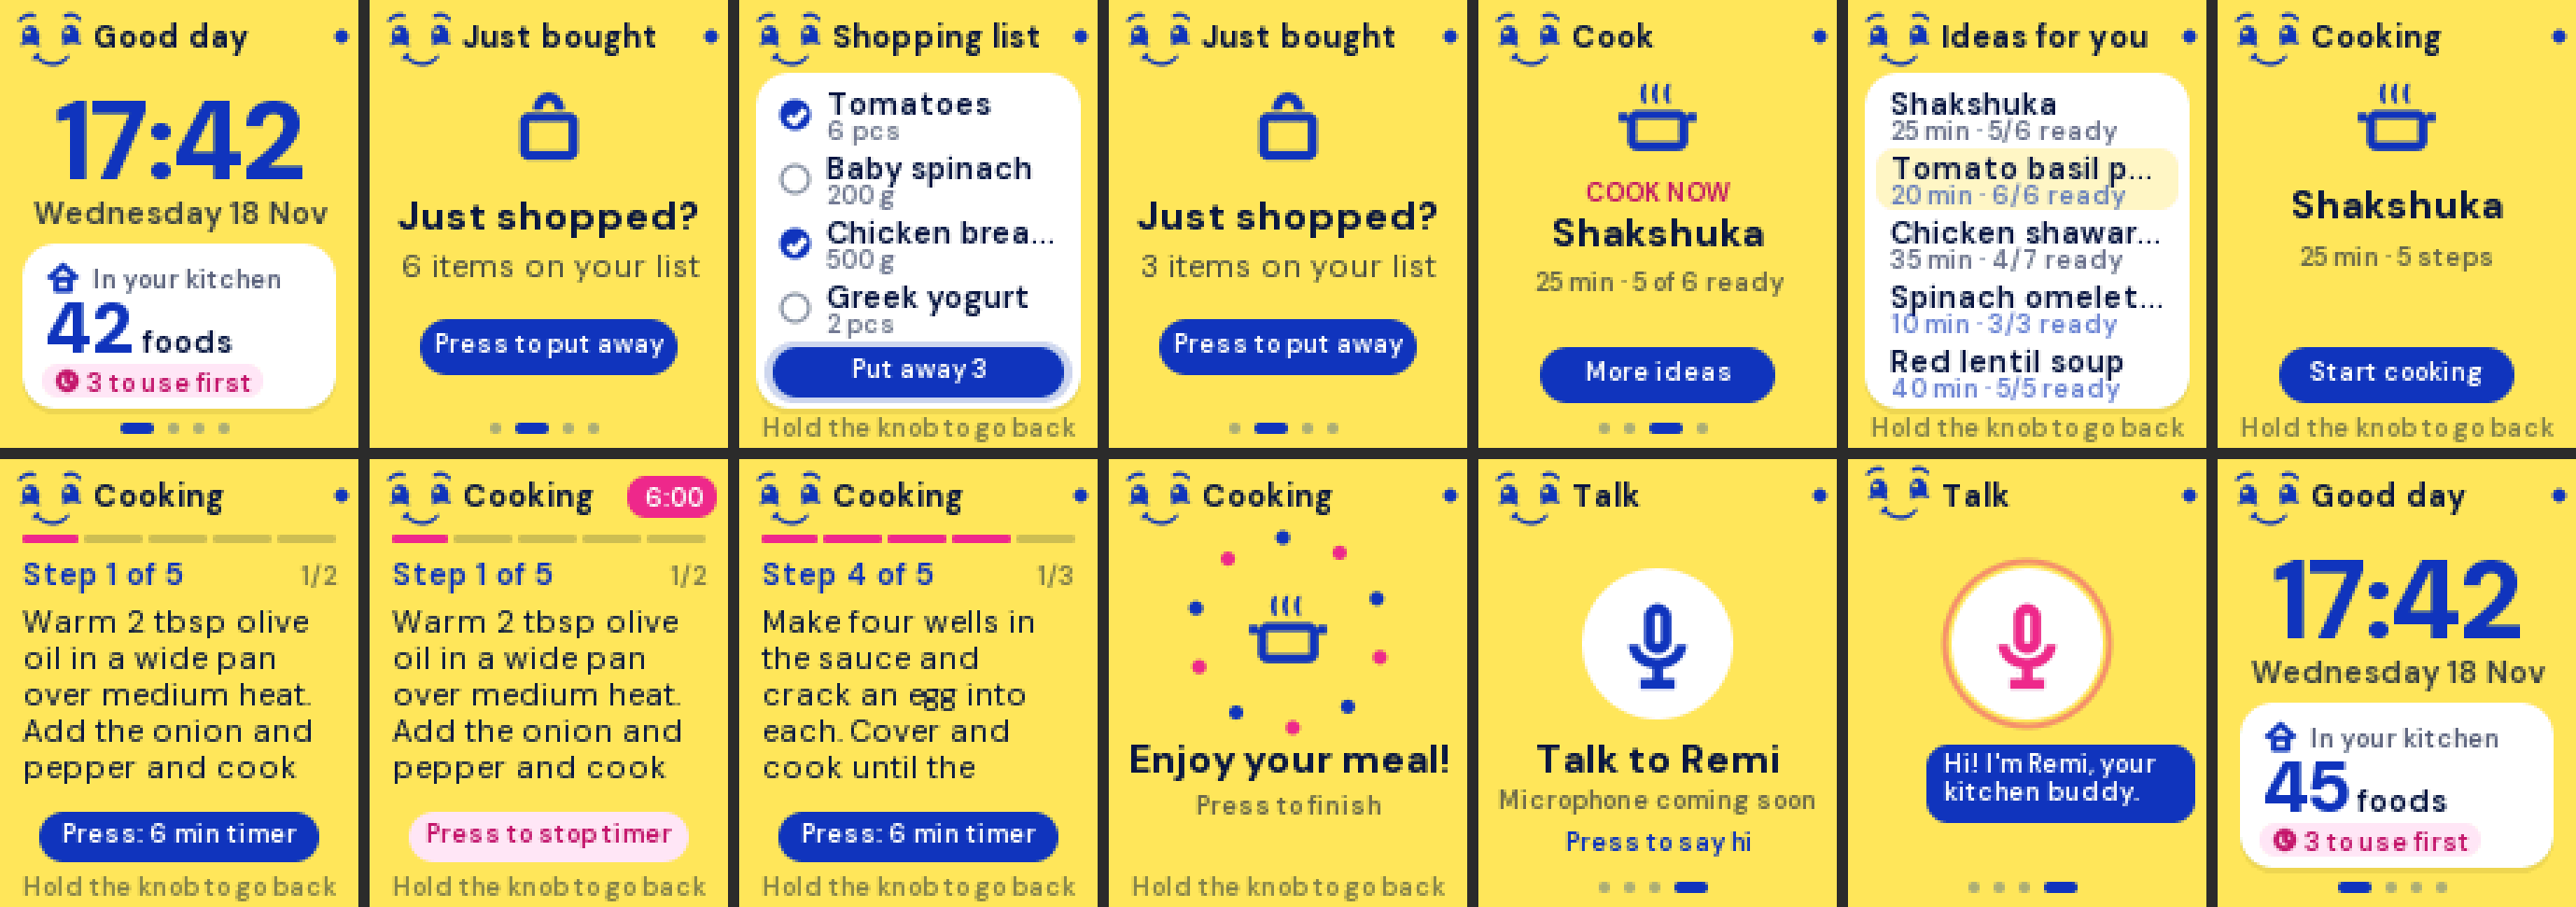 Good day
17:42
Wednesday 18 Nov
In your kitchen
42 foods
3 to use first
Just bought
Just shopped?
6 items on your list
Press to put away
Shopping list
Tomatoes
6 pcs
Baby spinach
200 g
Chicken brea...
500 g
Greek yogurt
2 pcs
Put away 3
Hold the knob to go back
Just bought
Just shopped?
3 items on your list
Press to put away
Cook
COOK NOW
Shakshuka
25 min · 5 of 6 ready
More ideas
Ideas for you
Shakshuka
25 min · 5/6 ready
Tomato basil p...
20 min · 6/6 ready
Chicken shawar...
35 min · 4/7 ready
Spinach omelet...
10 min · 3/3 ready
Red lentil soup
40 min · 5/5 ready
Hold the knob to go back
Cooking
Shakshuka
25 min · 5 steps
Start cooking
Hold the knob to go back
Cooking
Step 1 of 5 1/2
Warm 2 tbsp olive
oil in a wide pan
over medium heat.
Add the onion and
pepper and cook
Press: 6 min timer
Hold the knob to go back
Cooking 6:00
Step 1 of 5 1/2
Warm 2 tbsp olive
oil in a wide pan
over medium heat.
Add the onion and
pepper and cook
Press to stop timer
Hold the knob to go back
Cooking
Step 4 of 5 1/3
Make four wells in
the sauce and
crack an egg into
each. Cover and
cook until the
Press: 6 min timer
Hold the knob to go back
Cooking
Enjoy your meal!
Press to finish
Hold the knob to go back
Talk
Talk to Remi
Microphone coming soon
Press to say hi
Talk
Hi! I'm Remi, your
kitchen buddy.
Good day
17:42
Wednesday 18 Nov
In your kitchen
45 foods
3 to use first